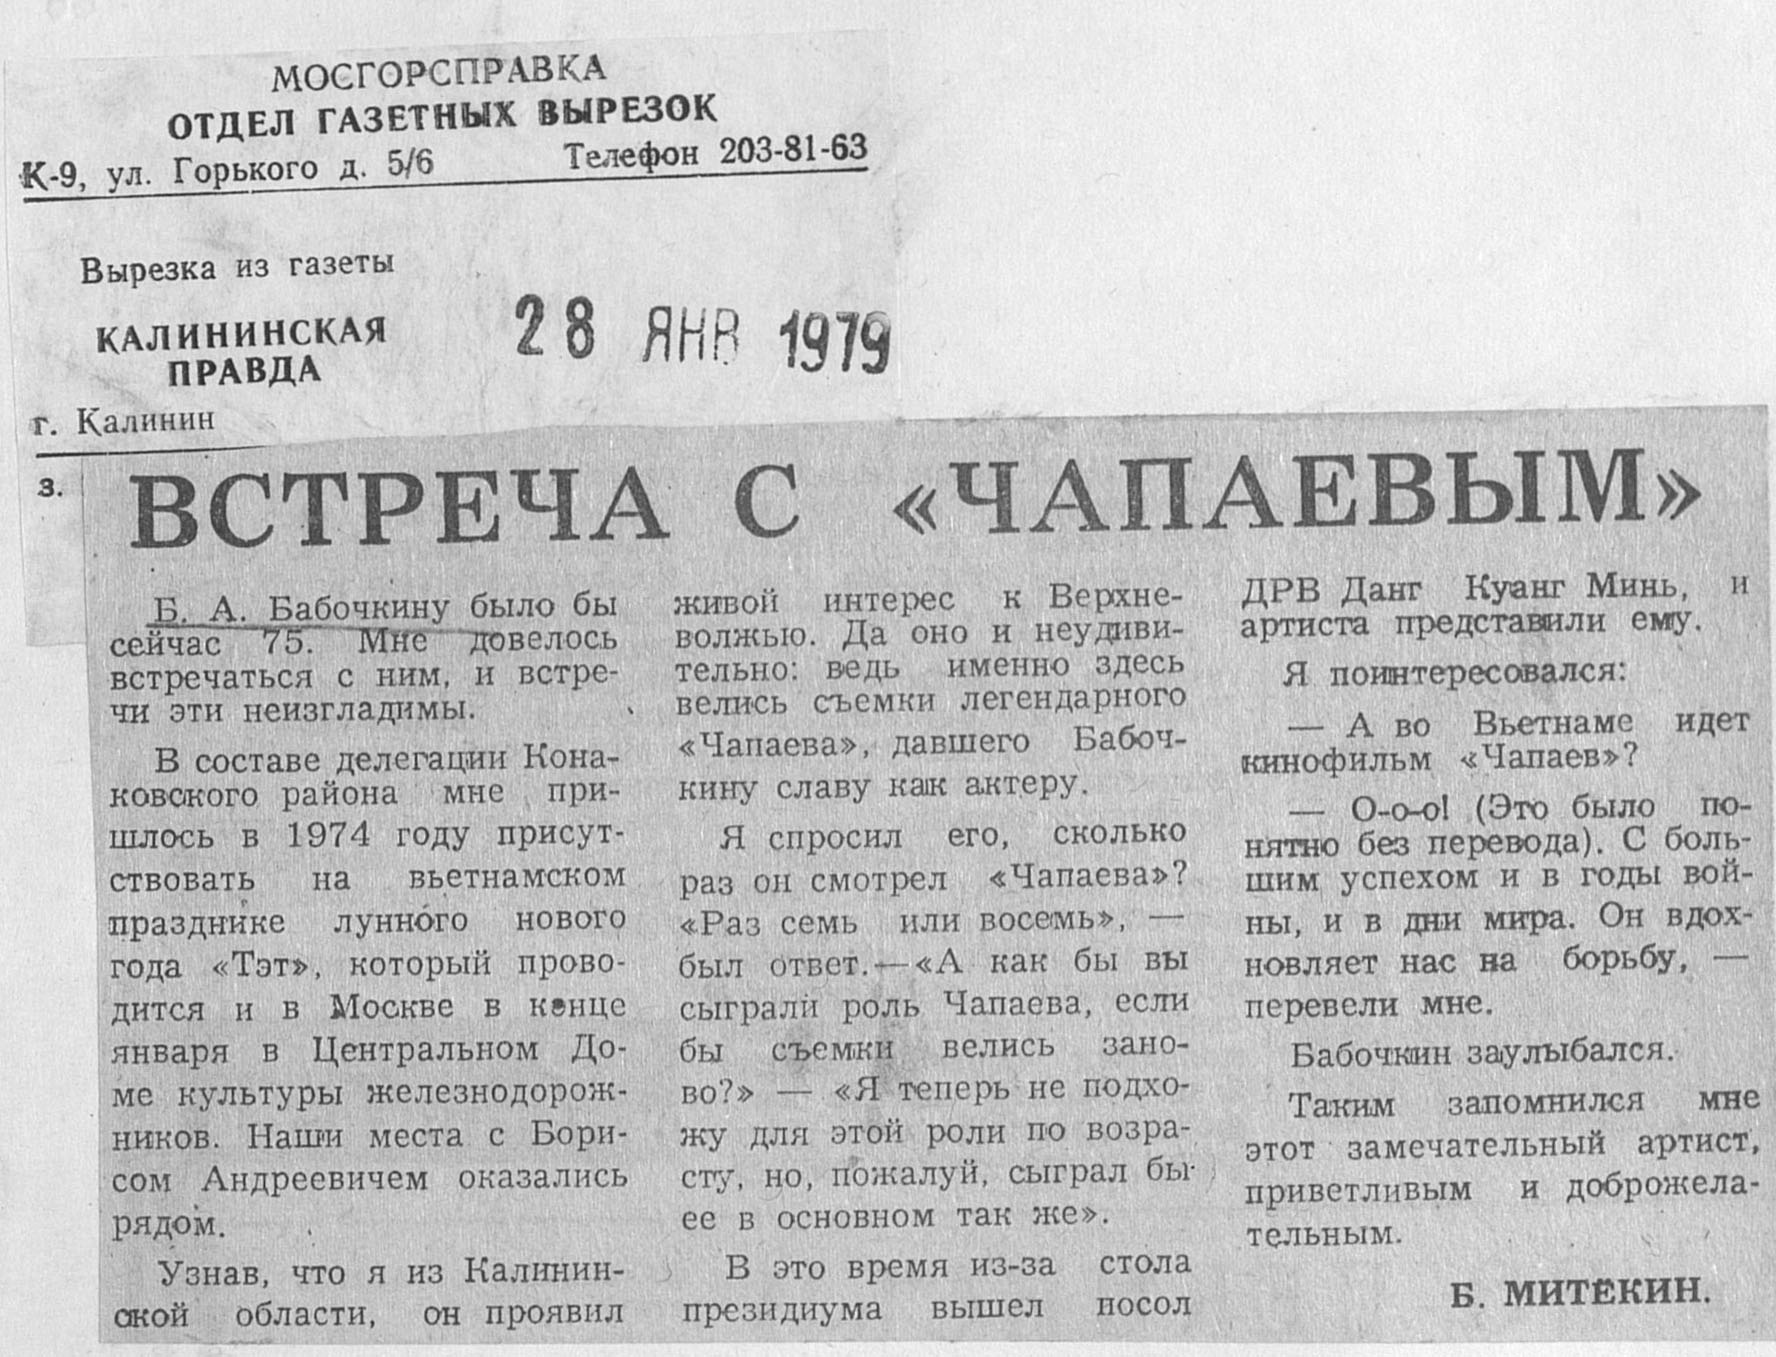 МОСГОРСПРАВКА
ОТДЕЛ ГАЗЕТНЫХ ВЫРЕЗОК
К-9, ул. Горького д. 5/6 Телефон 203-81-63
Вырезка из газеты
КАЛИНИНСКАЯ
ПРАВДА
28 ЯНВ 1979
г. Калинин
3.
ВСТРЕЧА С «ЧАПАЕВЫМ»
Б. А. Бабочкину было бы
сейчас 75. Мне довелось
встречаться с ним, и встре-
чи эти неизгладимы.
В составе делегации Кона-
ковского района мне при-
шлось в 1974 году присут-
ствовать на вьетнамском
празднике лунного нового
года «Тэт», который прово-
дится и в Москве в конце
января в Центральном До-
ме культуры железнодорож-
ников. Наши места с Бори-
сом Андреевичем оказались
рядом.
Узнав, что я из Калинин-
ской области, он проявил
живой интерес к Верхне-
волжью. Да оно и неудиви-
тельно: ведь именно здесь
велись съемки легендарного
«Чапаева», давшего Бабоч-
кину славу как актеру.
Я спросил его, сколько
раз он смотрел «Чапаева»?
«Раз семь или восемь», —
был ответ.—«А как бы вы
сыграли роль Чапаева, если
бы съемки велись зано-
во?» — «Я теперь не подхо-
жу для этой роли по возра-
сту, но, пожалуй, сыграл бы
ее в основном так же».
В это время из-за стола
президиума вышел посол
ДРВ Данг Куанг Минь, и
артиста представили ему.
Я поинтересовался:
— А во Вьетнаме идет
кинофильм «Чапаев»?
— О-о-о! (Это было по-
нятно без перевода). С боль-
шим успехом и в годы вой-
ны, и в дни мира. Он вдох-
новляет нас на борьбу, —
перевели мне.
Бабочкин заулыбался.
Таким запомнился мне
этот замечательный артист,
приветливым и доброжела-
тельным.
Б. МИТЕКИН.